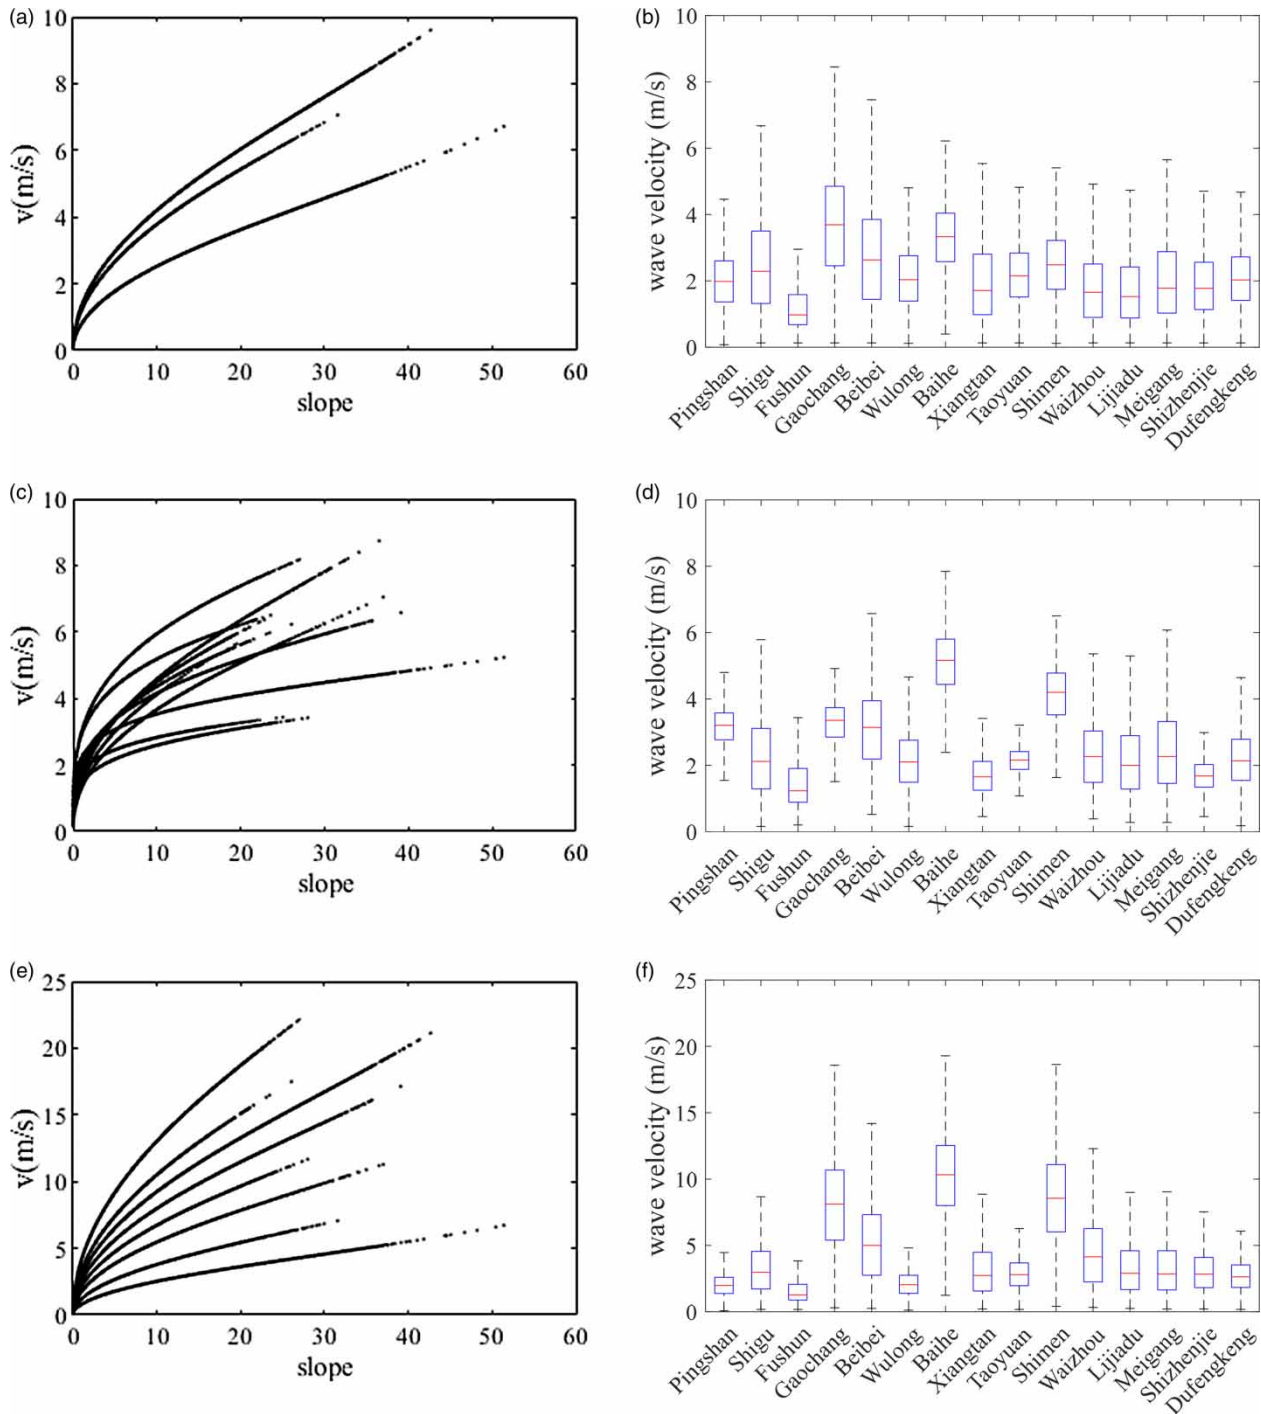 (a)
10
8
6
4
2
0
v(m/s)
0 10 20 30 40 50 60
slope
(b)
10
8
6
4
2
0
wave velocity (m/s)
Pingshan Shigu Fushun Gaochang Beibei Wulong Baihe Xiangtan Taoyuan Shimen Waizhou Lijiadu Meigang Shizhenjie Dufengkeng
(c)
10
8
6
4
2
0
v(m/s)
0 10 20 30 40 50 60
slope
(d)
10
8
6
4
2
0
wave velocity (m/s)
Pingshan Shigu Fushun Gaochang Beibei Wulong Baihe Xiangtan Taoyuan Shimen Waizhou Lijiadu Meigang Shizhenjie Dufengkeng
(e)
25
20
15
10
5
0
v(m/s)
0 10 20 30 40 50 60
slope
(f)
25
20
15
10
5
0
wave velocity (m/s)
Pingshan Shigu Fushun Gaochang Beibei Wulong Baihe Xiangtan Taoyuan Shimen Waizhou Lijiadu Meigang Shizhenjie Dufengkeng